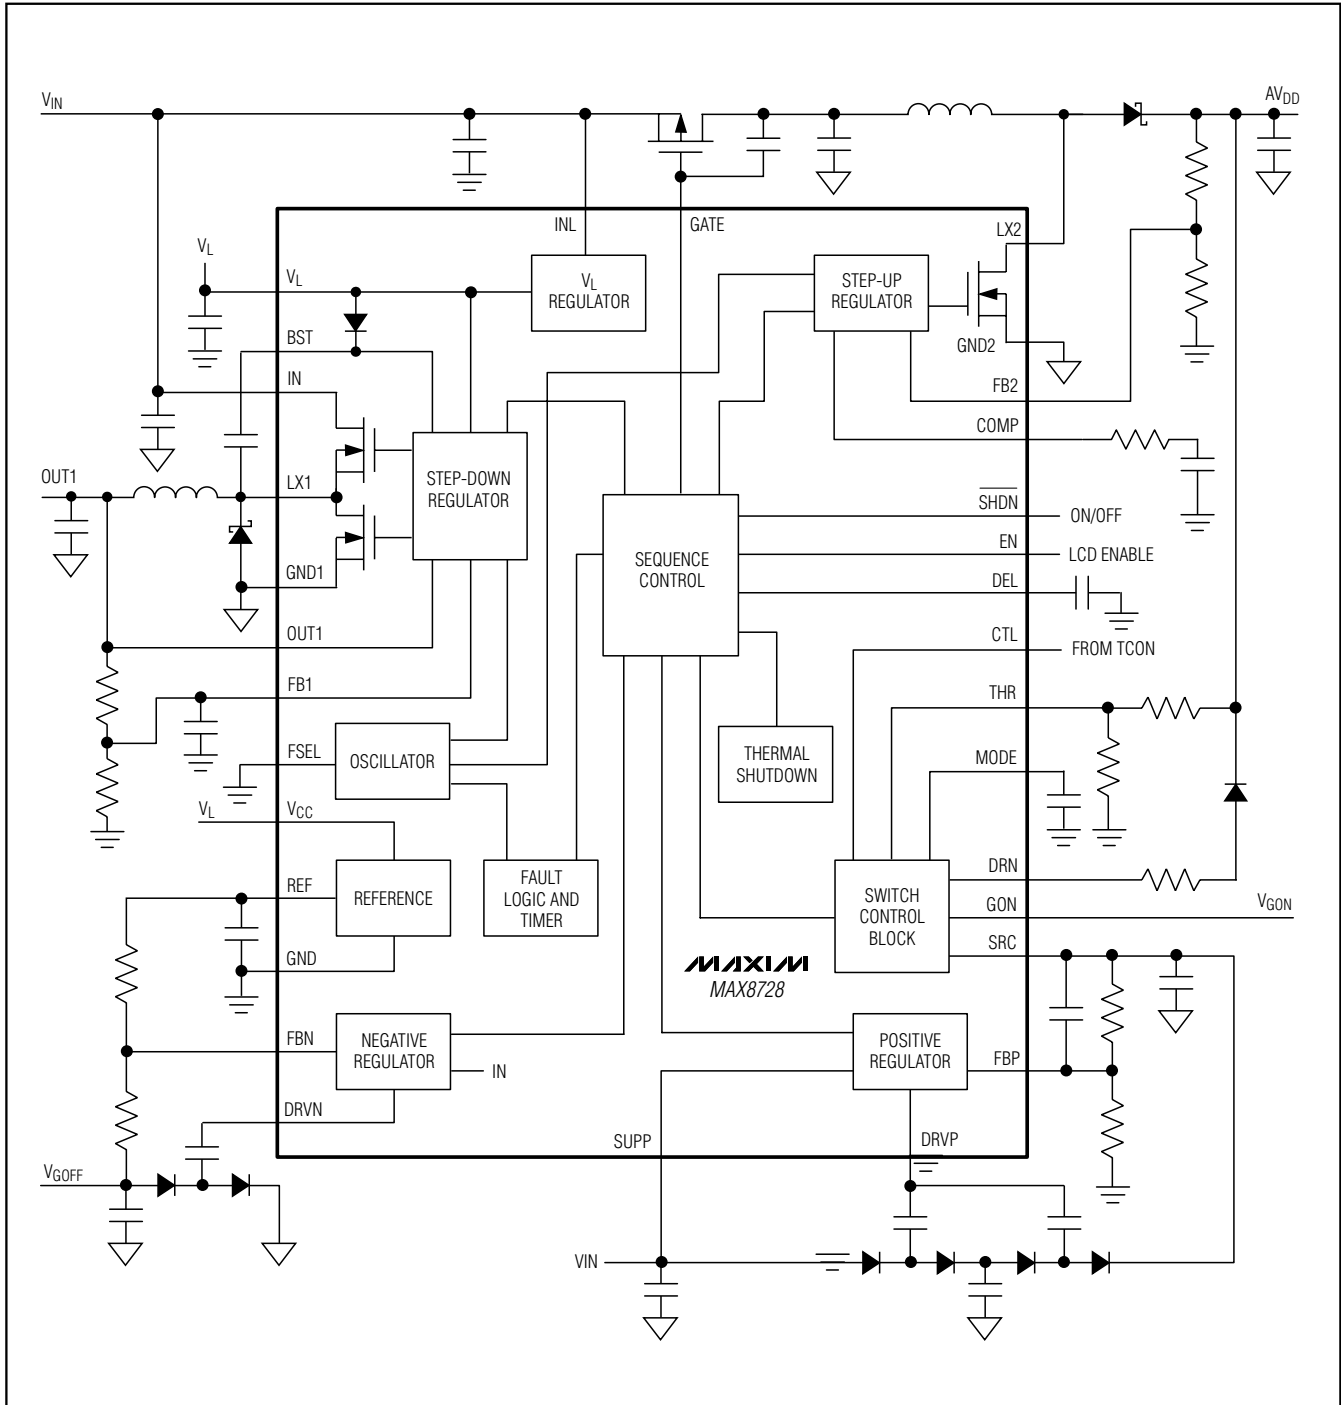 VIN
AVDD
INL
GATE
LX2
VL
VL
VL
REGULATOR
STEP-UP
REGULATOR
BST
GND2
IN
FB2
COMP
OUT1
LX1
STEP-DOWN
REGULATOR
SHDN
ON/OFF
EN
LCD ENABLE
SEQUENCE
CONTROL
GND1
DEL
OUT1
CTL
FROM TCON
FB1
THR
FSEL
OSCILLATOR
THERMAL
SHUTDOWN
MODE
VL
VCC
REF
REFERENCE
FAULT
LOGIC AND
TIMER
SWITCH
CONTROL
BLOCK
DRN
GON
VGON
SRC
GND
MAXIM
MAX8728
FBN
NEGATIVE
REGULATOR
IN
POSITIVE
REGULATOR
FBP
DRVN
SUPP
DRVP
VGOFF
VIN